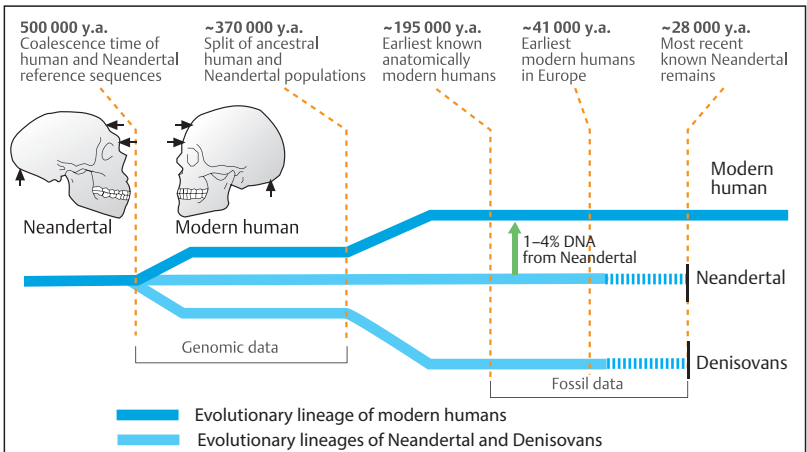 500 000 y.a.
Coalescence time of
human and Neandertal
reference sequences
~370 000 y.a.
Split of ancestral
human and
Neandertal populations
~195 000 y.a.
Earliest known
anatomically
modern humans
~41 000 y.a.
Earliest
modern humans
in Europe
~28 000 y.a.
Most recent
known Neandertal
remains
Neandertal
Modern human
Modern
human
1–4% DNA
from Neandertal
Neandertal
Genomic data
Denisovans
Fossil data
Evolutionary lineage of modern humans
Evolutionary lineages of Neandertal and Denisovans